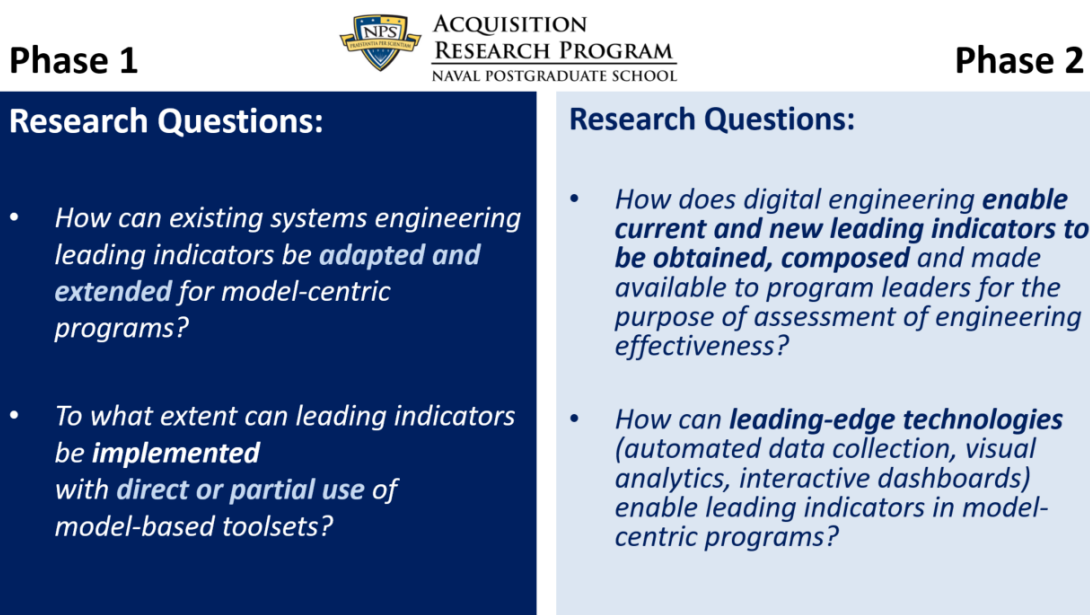 Phase 1
NPS
PRAESTANTIA PER SCIENTIAM
ACQUISITION
RESEARCH PROGRAM
NAVAL POSTGRADUATE SCHOOL
Phase 2
Research Questions:
• How can existing systems engineering
leading indicators be adapted and
extended for model-centric
programs?
• To what extent can leading indicators
be implemented
with direct or partial use of
model-based toolsets?
Research Questions:
• How does digital engineering enable
current and new leading indicators to
be obtained, composed and made
available to program leaders for the
purpose of assessment of engineering
effectiveness?
• How can leading-edge technologies
(automated data collection, visual
analytics, interactive dashboards)
enable leading indicators in model-
centric programs?